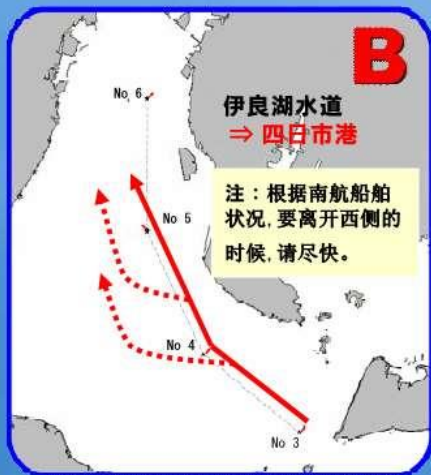 B
伊良湖水道
⇒ 四日市港
No, 6
注：根据南航船舶
状况，要离开西侧的
时候，请尽快。
No 5
No 4
No 3